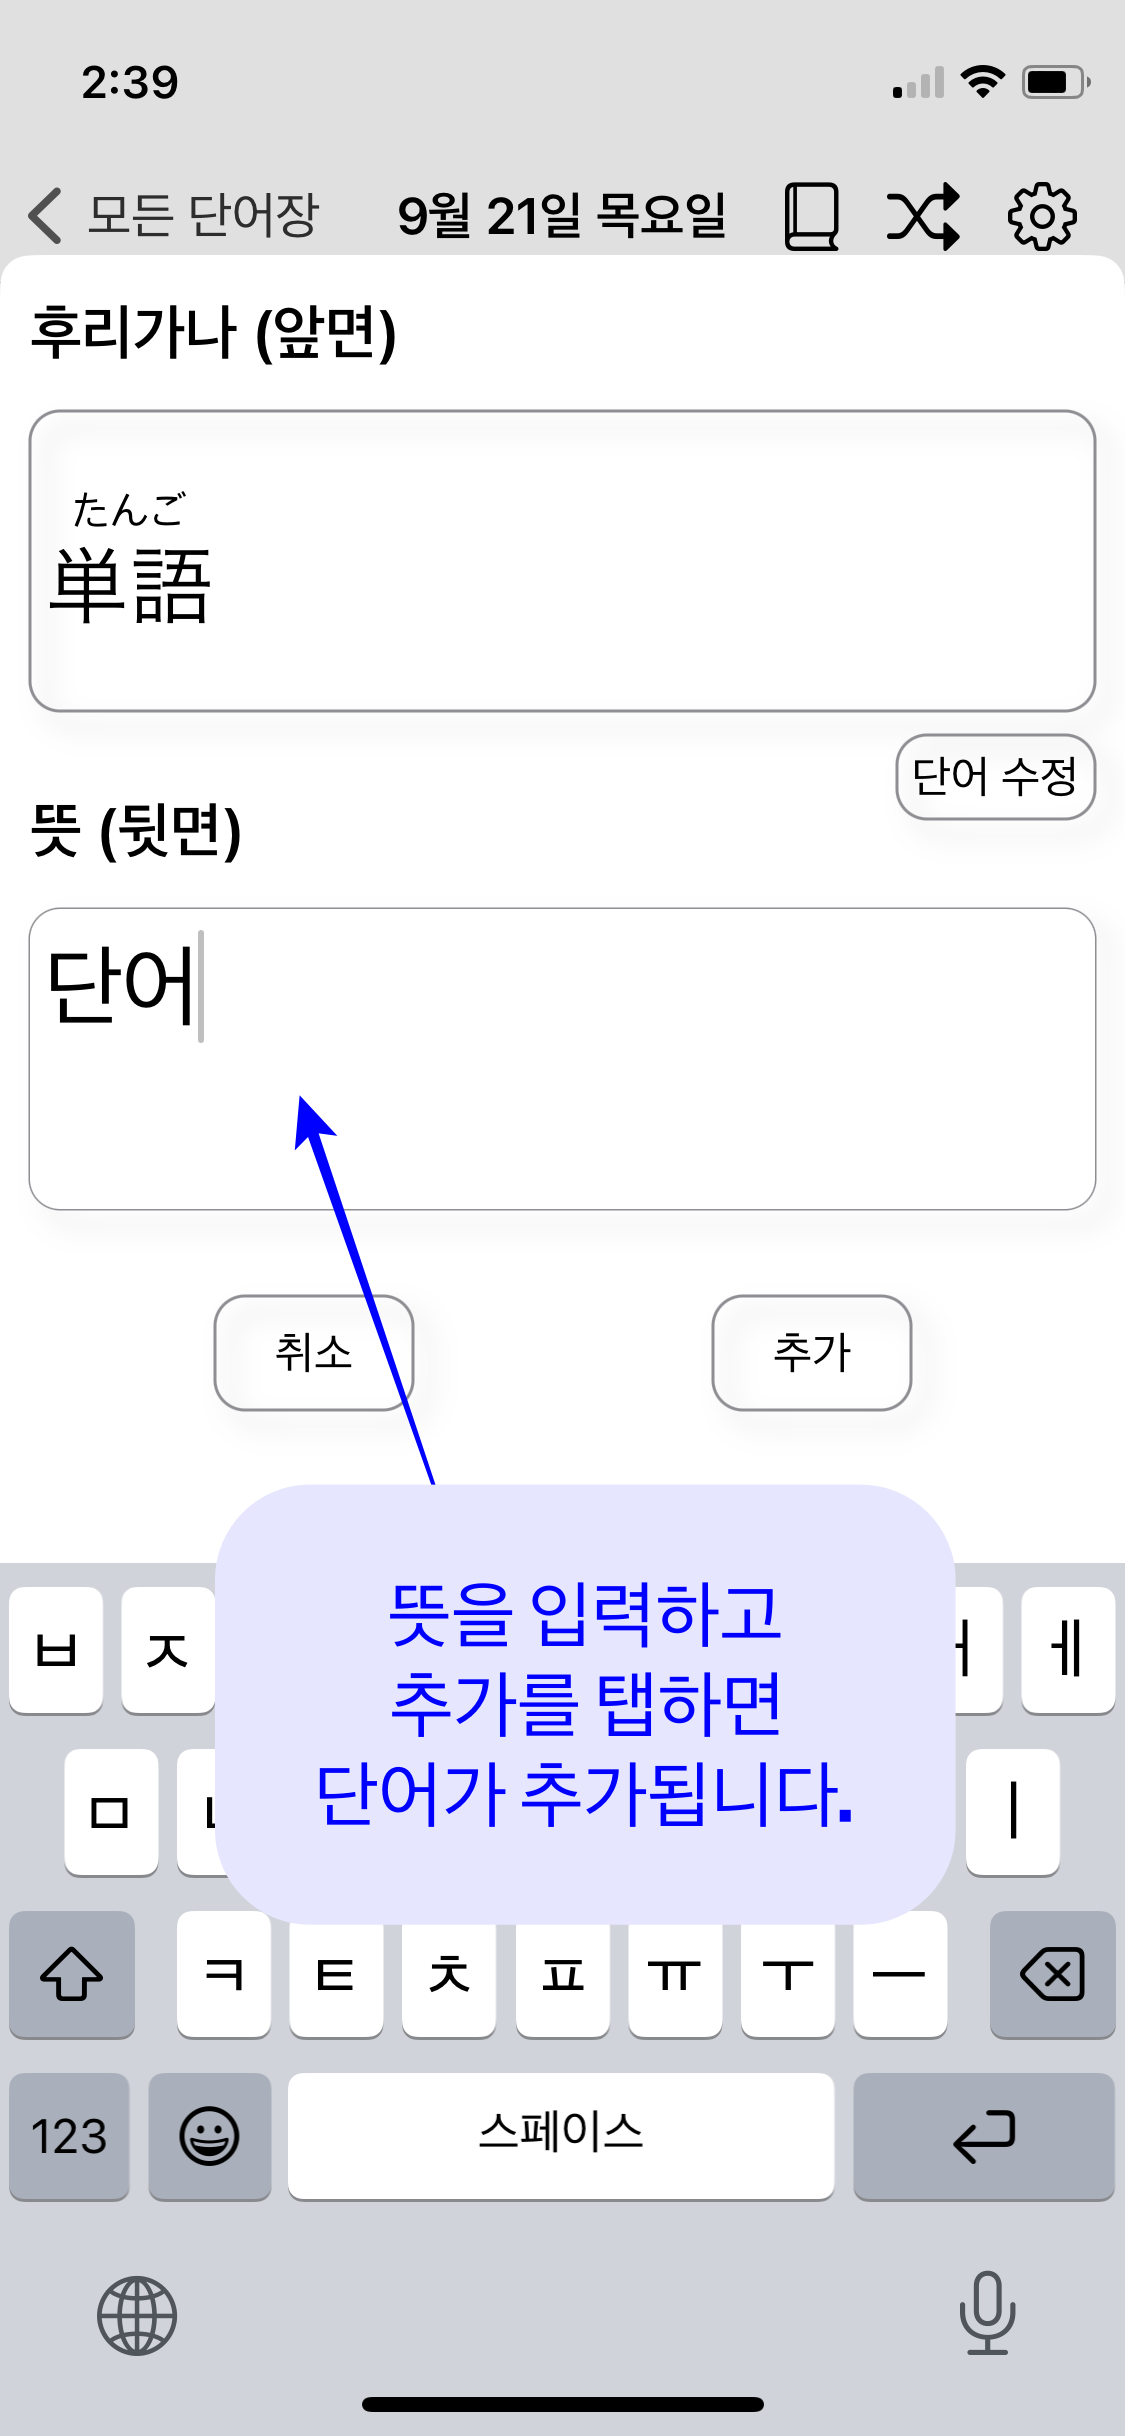 2:39
모든 단어장 9월 21일 목요일
후리가나 (앞면)
たんご
単語
단어 수정
뜻 (뒷면)
단어
취소 추가
뜻을 입력하고
추가를 탭하면
단어가 추가됩니다.
ㅂ ㅈ ㅔ
ㅁ ㅣ
ㅋ ㅌ ㅊ ㅍ ㅠ ㅜ ㅡ
123 스페이스